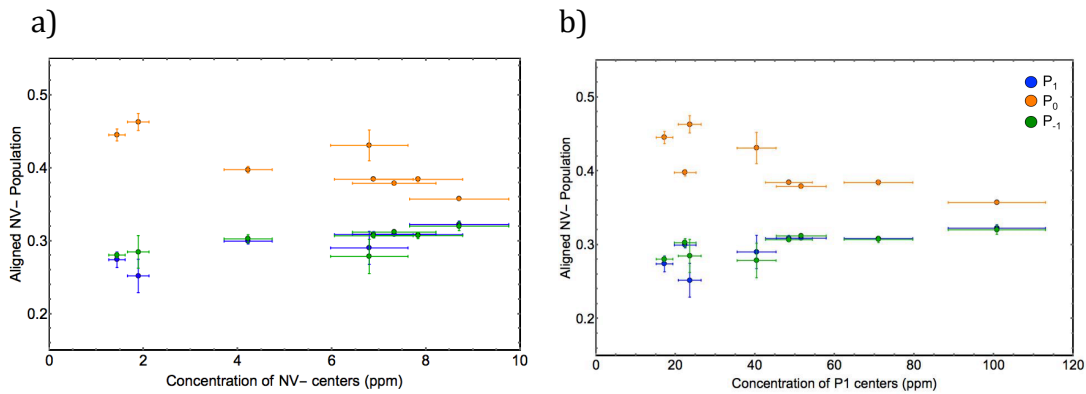 a)
b)
0.5
0.4
0.3
0.2
Aligned NV− Population
0 2 4 6 8 10
Concentration of NV− centers (ppm)
P1
P0
P-1
0.5
0.4
0.3
0.2
Aligned NV− Population
0 20 40 60 80 100 120
Concentration of P1 centers (ppm)